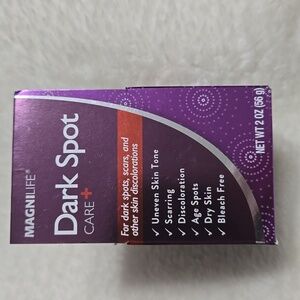 MAGNILIFE®
Dark Spot
CARE+
For dark spots, scars, and
other skin discolorations
✓ Uneven Skin Tone
✓ Scarring
✓ Discoloration
✓ Age Spots
✓ Dry Skin
✓ Bleach Free
NET WT 2 OZ (56 g)